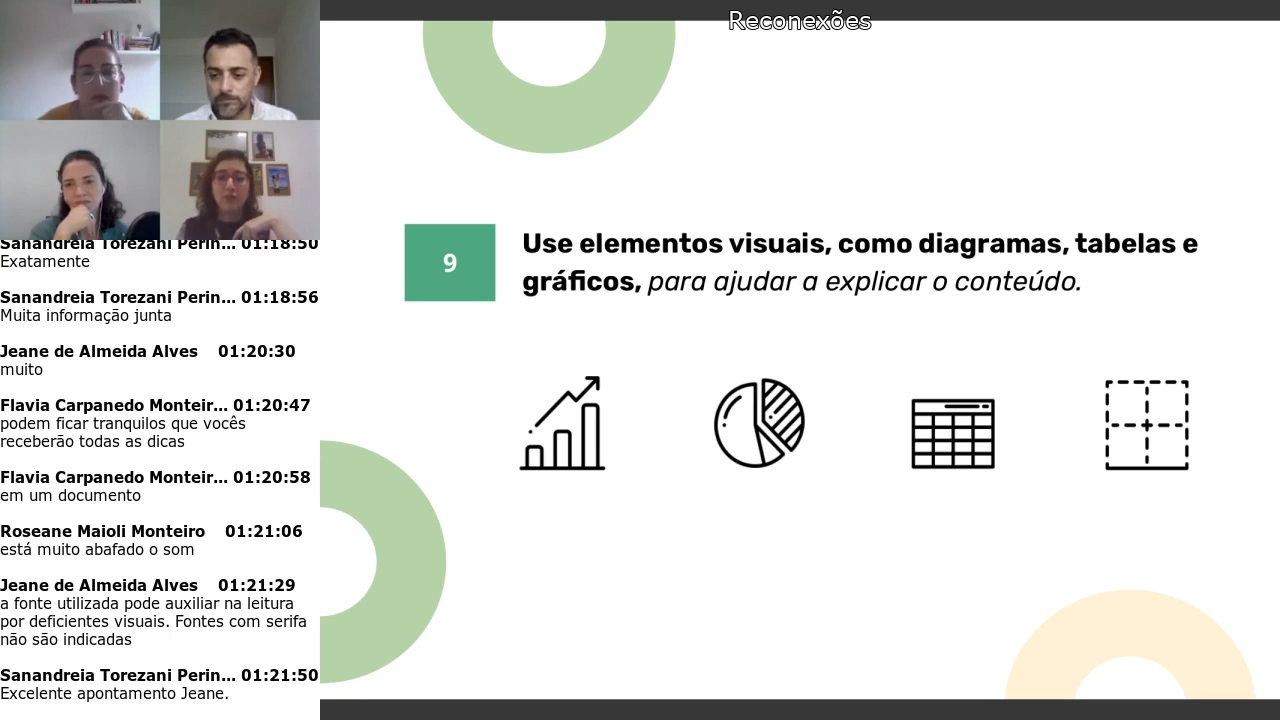 Reconexões
Sanandreia Torezani Perin... 01:18:50
Exatamente
Sanandreia Torezani Perin... 01:18:56
Muita informação junta
Jeane de Almeida Alves 01:20:30
muito
Flavia Carpanedo Monteir... 01:20:47
podem ficar tranquilos que vocês
receberão todas as dicas
Flavia Carpanedo Monteir... 01:20:58
em um documento
Roseane Maioli Monteiro 01:21:06
está muito abafado o som
Jeane de Almeida Alves 01:21:29
a fonte utilizada pode auxiliar na leitura
por deficientes visuais. Fontes com serifa
não são indicadas
Sanandreia Torezani Perin... 01:21:50
Excelente apontamento Jeane.
9
Use elementos visuais, como diagramas, tabelas e
gráficos, para ajudar a explicar o conteúdo.